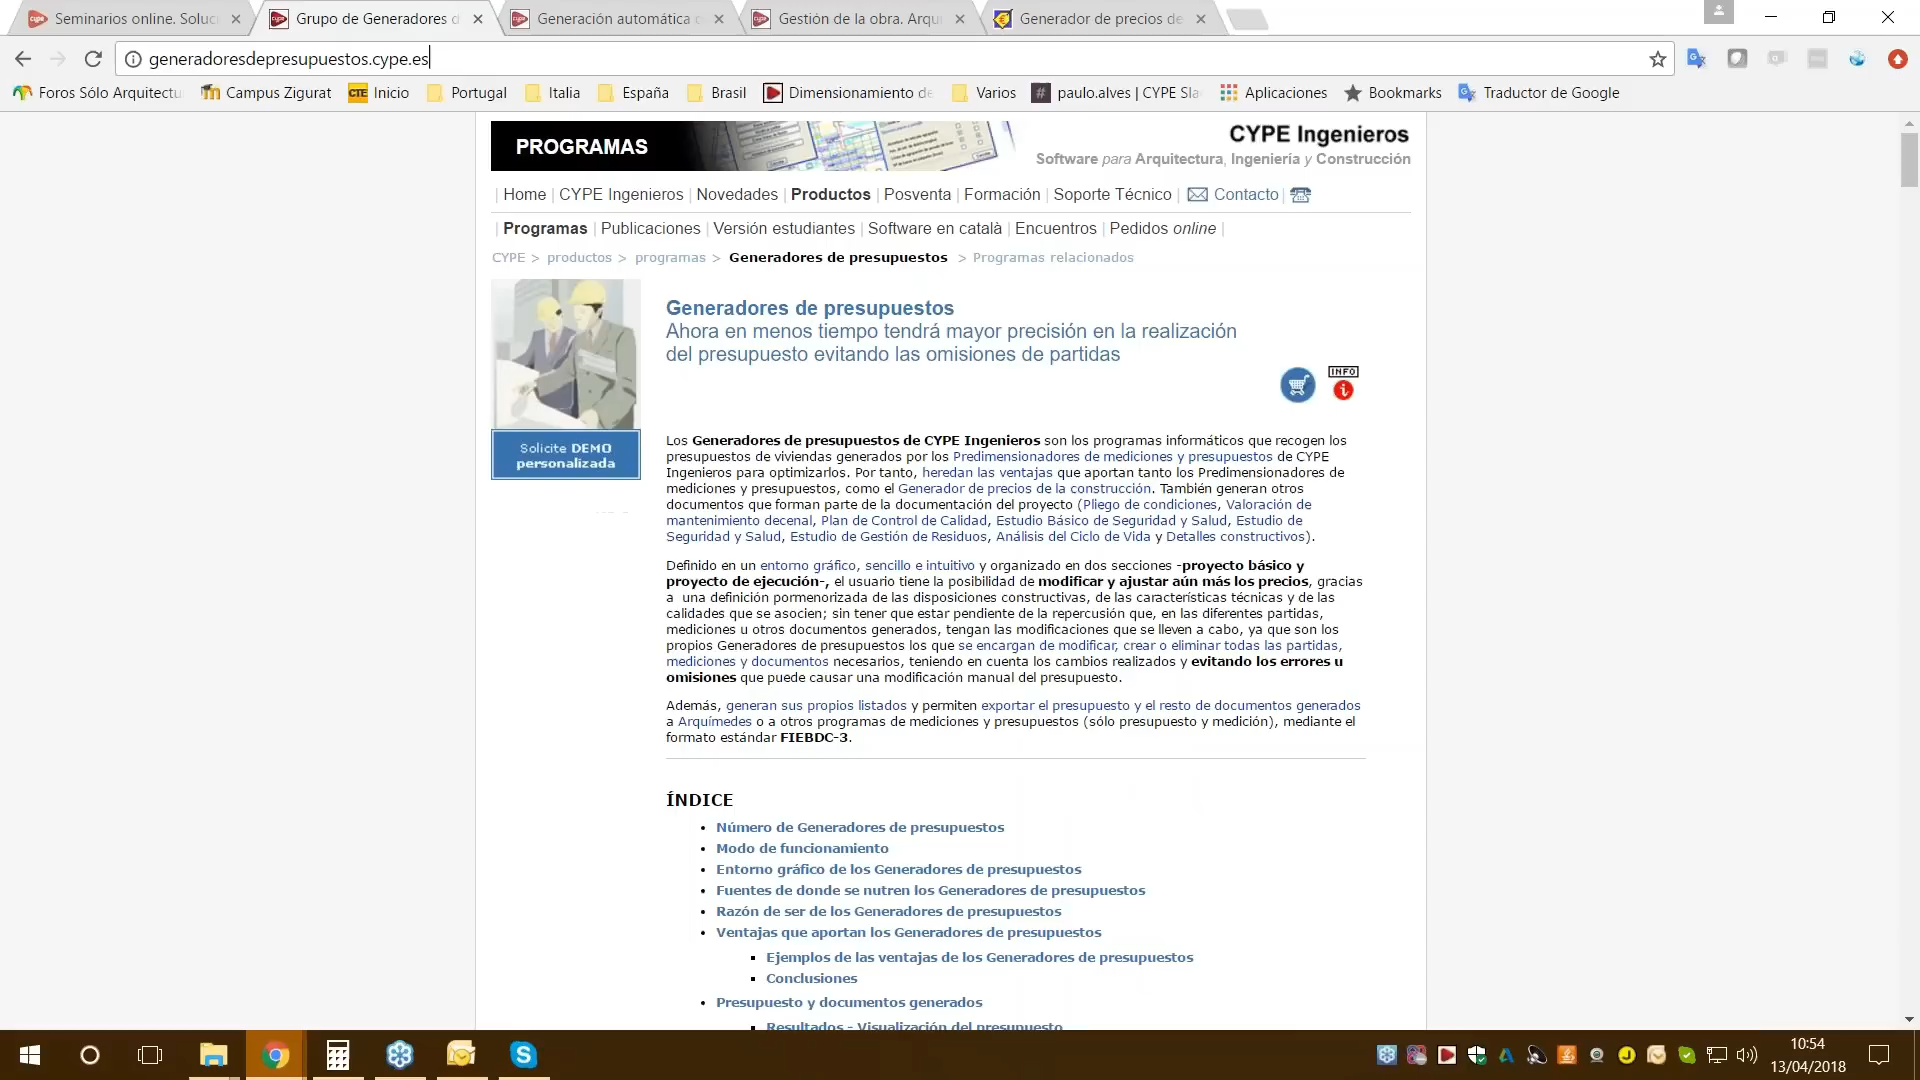 Seminarios online. Soluc
Grupo de Generadores d
Generación automática d
Gestión de la obra. Arqu
Generador de precios de
generadoresdepresupuestos.cype.es
Foros Sólo Arquitectu
Campus Zigurat
CTE Inicio
Portugal
Italia
España
Brasil
Dimensionamiento de
Varios
# paulo.alves | CYPE Sla
Aplicaciones
Bookmarks
Traductor de Google
PROGRAMAS
CYPE Ingenieros
Software para Arquitectura, Ingeniería y Construcción
| Home | CYPE Ingenieros | Novedades | Productos | Posventa | Formación | Soporte Técnico | Contacto |
| Programas | Publicaciones | Versión estudiantes | Software en català | Encuentros | Pedidos online |
CYPE > productos > programas > Generadores de presupuestos > Programas relacionados
Solicite DEMO
personalizada
Generadores de presupuestos
Ahora en menos tiempo tendrá mayor precisión en la realización
del presupuesto evitando las omisiones de partidas
INFO
Los Generadores de presupuestos de CYPE Ingenieros son los programas informáticos que recogen los
presupuestos de viviendas generados por los Predimensionadores de mediciones y presupuestos de CYPE
Ingenieros para optimizarlos. Por tanto, heredan las ventajas que aportan tanto los Predimensionadores de
mediciones y presupuestos, como el Generador de precios de la construcción. También generan otros
documentos que forman parte de la documentación del proyecto (Pliego de condiciones, Valoración de
mantenimiento decenal, Plan de Control de Calidad, Estudio Básico de Seguridad y Salud, Estudio de
Seguridad y Salud, Estudio de Gestión de Residuos, Análisis del Ciclo de Vida y Detalles constructivos).
Definido en un entorno gráfico, sencillo e intuitivo y organizado en dos secciones -proyecto básico y
proyecto de ejecución-, el usuario tiene la posibilidad de modificar y ajustar aún más los precios, gracias
a una definición pormenorizada de las disposiciones constructivas, de las características técnicas y de las
calidades que se asocien; sin tener que estar pendiente de la repercusión que, en las diferentes partidas,
mediciones u otros documentos generados, tengan las modificaciones que se lleven a cabo, ya que son los
propios Generadores de presupuestos los que se encargan de modificar, crear o eliminar todas las partidas,
mediciones y documentos necesarios, teniendo en cuenta los cambios realizados y evitando los errores u
omisiones que puede causar una modificación manual del presupuesto.
Además, generan sus propios listados y permiten exportar el presupuesto y el resto de documentos generados
a Arquímedes o a otros programas de mediciones y presupuestos (sólo presupuesto y medición), mediante el
formato estándar FIEBDC-3.
ÍNDICE
• Número de Generadores de presupuestos
• Modo de funcionamiento
• Entorno gráfico de los Generadores de presupuestos
• Fuentes de donde se nutren los Generadores de presupuestos
• Razón de ser de los Generadores de presupuestos
• Ventajas que aportan los Generadores de presupuestos
▪ Ejemplos de las ventajas de los Generadores de presupuestos
▪ Conclusiones
• Presupuesto y documentos generados
▪ Resultados - Visualización del presupuesto
10:54
13/04/2018